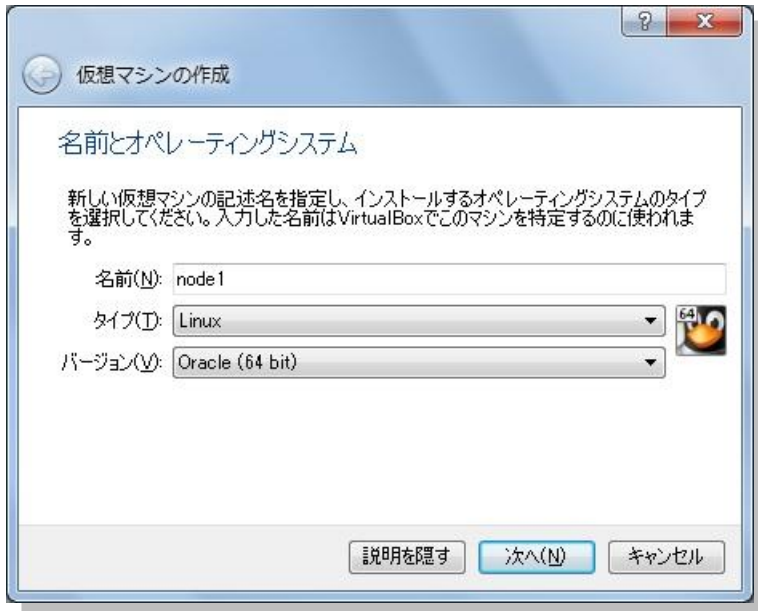 ?
仮想マシンの作成
名前とオペレーティングシステム
新しい仮想マシンの記述名を指定し、インストールするオペレーティングシステムのタイプ
を選択してください。入力した名前はVirtualBoxでこのマシンを特定するのに使われま
す。
名前(N): node1
タイプ(T): Linux
64
バージョン(V): Oracle (64 bit)
説明を隠す 次へ(N) キャンセル